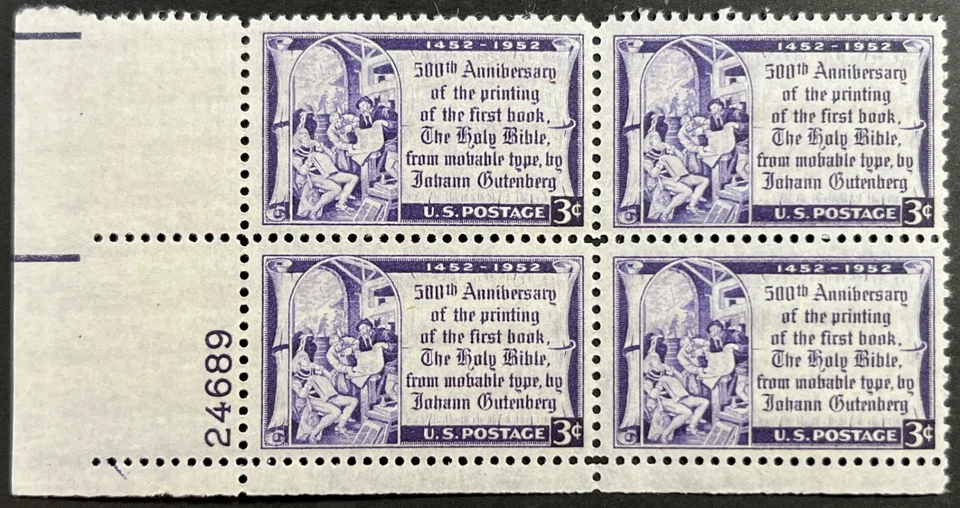 1452-1952
500th Anniversary
of the printing
of the first book,
The Holy Bible,
from movable type, by
Johann Gutenberg
U.S. POSTAGE 3¢
1452-1952
500th Anniversary
of the printing
of the first book,
The Holy Bible,
from movable type, by
Johann Gutenberg
U.S. POSTAGE 3¢
1452-1952
500th Anniversary
of the printing
of the first book,
The Holy Bible,
from movable type, by
Johann Gutenberg
U.S. POSTAGE 3¢
1452-1952
500th Anniversary
of the printing
of the first book,
The Holy Bible,
from movable type, by
Johann Gutenberg
U.S. POSTAGE 3¢
24689